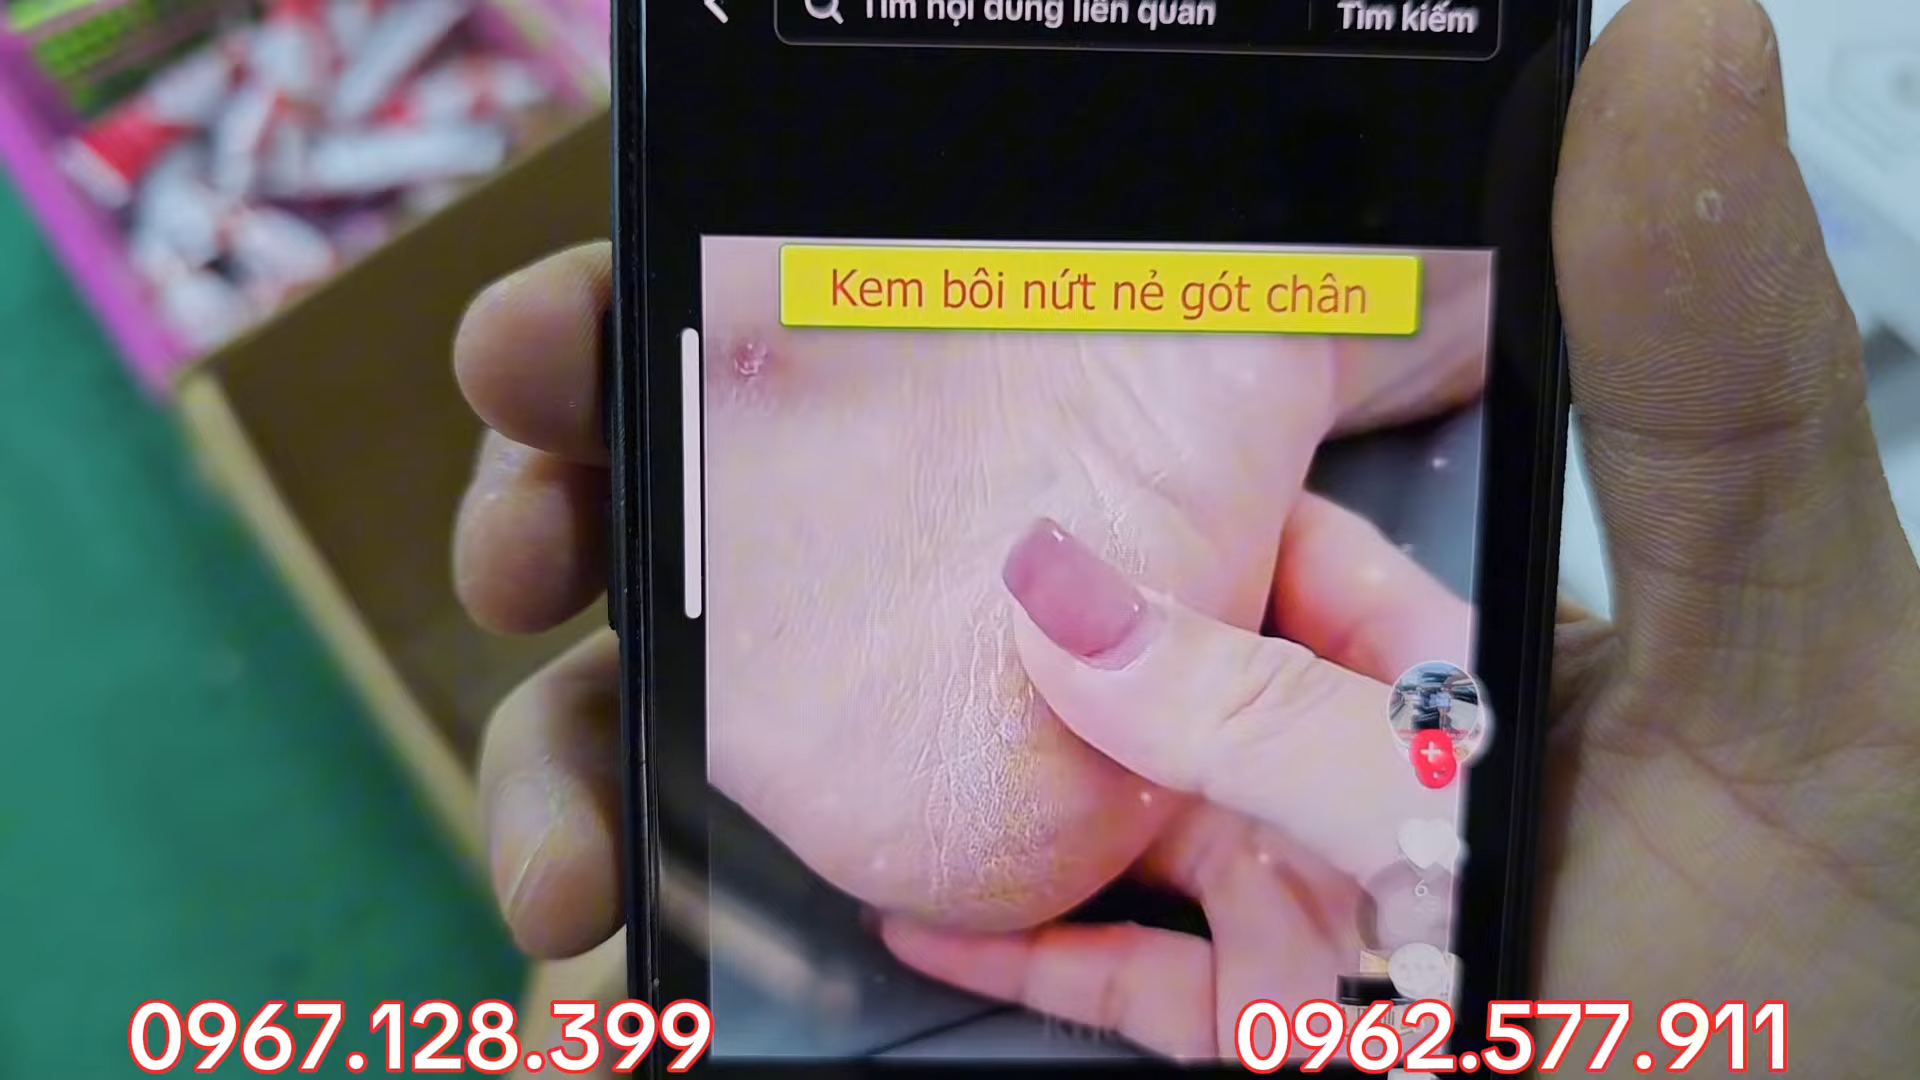 Tìm nội dung liên quan
Tìm kiếm
Kem bôi nứt nẻ gót chân
6
0967.128.399
0962.577.911